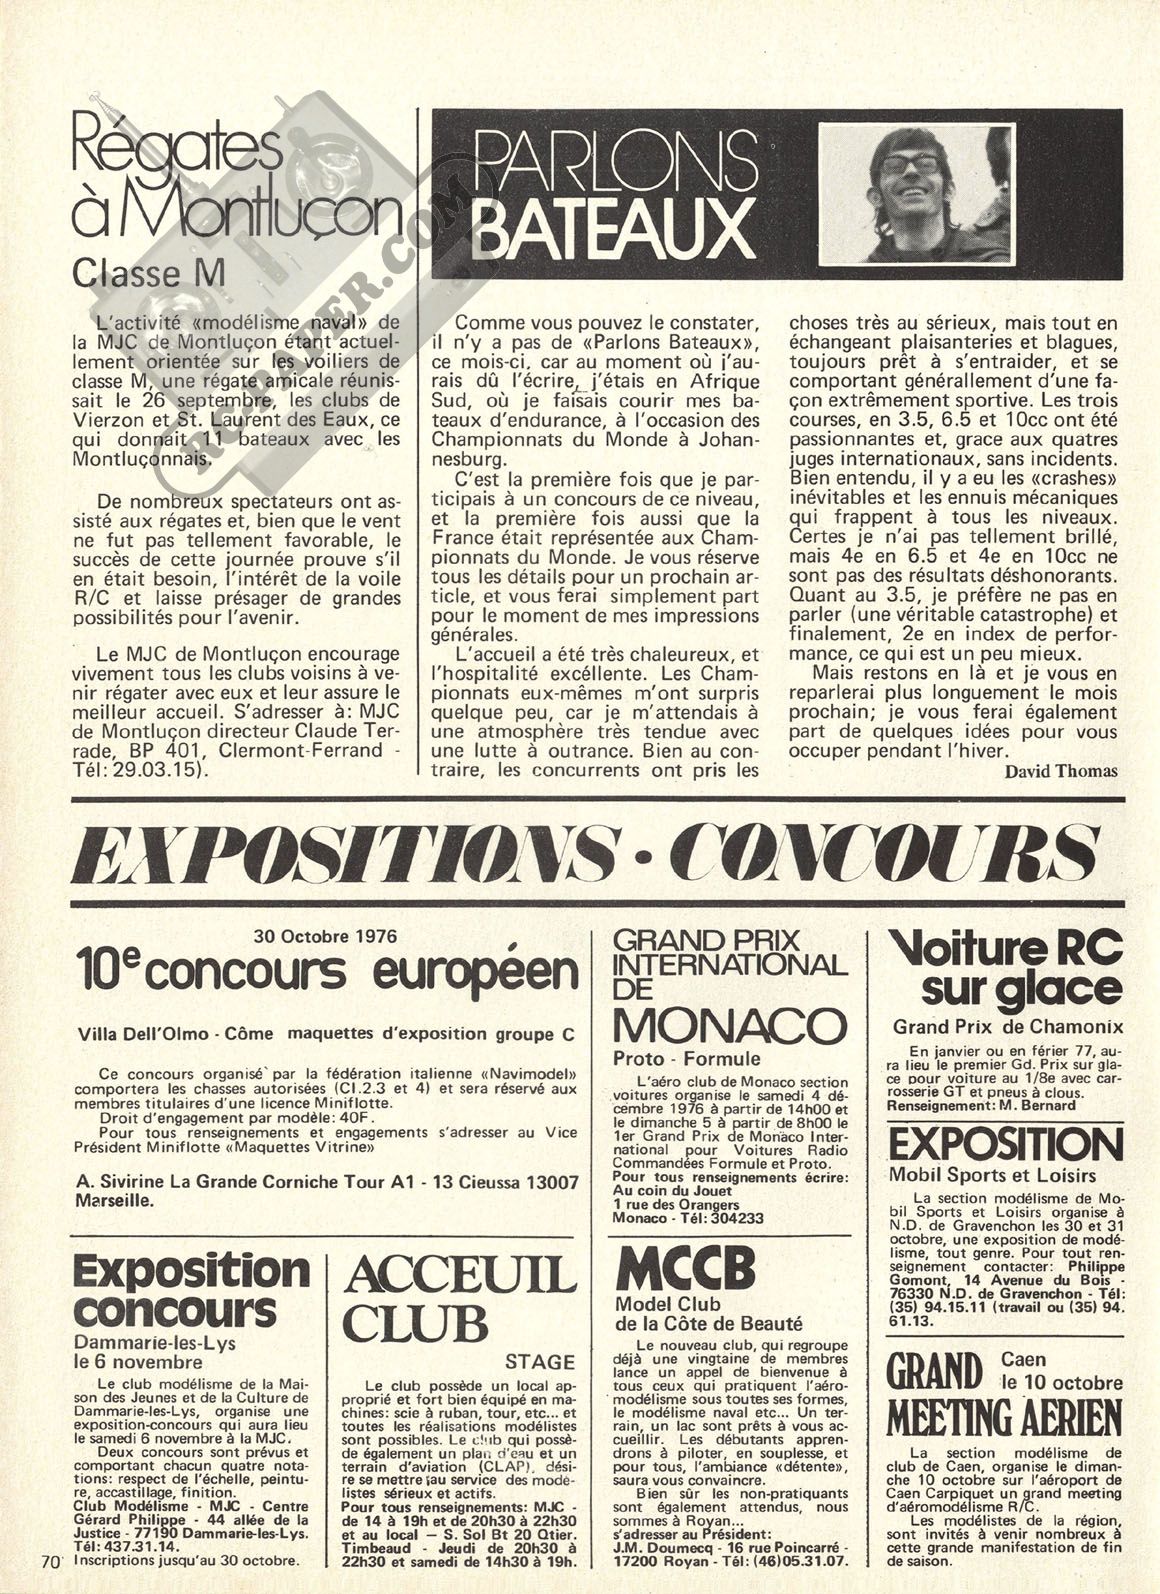 Régates
à Montluçon
Classe M
L'activité «modélisme naval» de
la MJC de Montluçon étant actuel-
lement orientée sur les voiliers de
classe M, une régate amicale réunis-
sait le 26 septembre, les clubs de
Vierzon et St. Laurent des Eaux, ce
qui donnait 11 bateaux avec les
Montluçonnais.
De nombreux spectateurs ont as-
sisté aux régates et, bien que le vent
ne fut pas tellement favorable, le
succès de cette journée prouve s'il
en était besoin, l'intérêt de la voile
R/C et laisse présager de grandes
possibilités pour l'avenir.
Le MJC de Montluçon encourage
vivement tous les clubs voisins à ve-
nir régater avec eux et leur assure le
meilleur accueil. S'adresser à: MJC
de Montluçon directeur Claude Ter-
rade, BP 401, Clermont-Ferrand -
Tél: 29.03.15).
RC-PAPER.COM
PARLONS
BATEAUX
Comme vous pouvez le constater,
il n'y a pas de «Parlons Bateaux»,
ce mois-ci, car au moment où j'au-
rais dû l'écrire, j'étais en Afrique
Sud, où je faisais courir mes ba-
teaux d'endurance, à l'occasion des
Championnats du Monde à Johan-
nesburg.
C'est la première fois que je par-
ticipais à un concours de ce niveau,
et la première fois aussi que la
France était représentée aux Cham-
pionnats du Monde. Je vous réserve
tous les détails pour un prochain ar-
ticle, et vous ferai simplement part
pour le moment de mes impressions
générales.
L'accueil a été très chaleureux, et
l'hospitalité excéllente. Les Cham-
pionnats eux-mêmes m'ont surpris
quelque peu, car je m'attendais à
une atmosphère très tendue avec
une lutte à outrance. Bien au con-
traire, les concurrents ont pris les
choses très au sérieux, mais tout en
échangeant plaisanteries et blagues,
toujours prêt à s'entraider, et se
comportant générallement d'une fa-
çon extrêmement sportive. Les trois
courses, en 3.5, 6.5 et 10cc ont été
passionnantes et, grace aux quatres
juges internationaux, sans incidents.
Bien entendu, il y a eu les «crashes»
inévitables et les ennuis mécaniques
qui frappent à tous les niveaux.
Certes je n'ai pas tellement brillé,
mais 4e en 6.5 et 4e en 10cc ne
sont pas des résultats déshonorants.
Quant au 3.5, je préfère ne pas en
parler (une véritable catastrophe) et
finalement, 2e en index de perfor-
mance, ce qui est un peu mieux.
Mais restons en là et je vous en
reparlerai plus longuement le mois
prochain; je vous ferai également
part de quelques idées pour vous
occuper pendant l'hiver.
David Thomas
EXPOSITIONS · CONCOURS
30 Octobre 1976
10e concours européen
Villa Dell'Olmo - Côme maquettes d'exposition groupe C
Ce concours organisé par la fédération italienne «Navimodel»
comportera les chasses autorisées (Cl.2.3 et 4) et sera réservé aux
membres titulaires d'une licence Miniflotte.
Droit d'engagement par modèle: 40F.
Pour tous renseignements et engagements s'adresser au Vice
Président Miniflotte «Maquettes Vitrine»
A. Sivirine La Grande Corniche Tour A1 - 13 Cieussa 13007
Marseille.
Exposition
concours
Dammarie-les-Lys
le 6 novembre
Le club modélisme de la Mai-
son des Jeunes et de la Culture de
Dammarie-les-Lys, organise une
exposition-concours qui aura lieu
le samedi 6 novembre à la MJC.
Deux concours sont prévus et
comportant chacun quatre nota-
tions: respect de l'échelle, peintu-
re, accastillage, finition.
Club Modélisme - MJC - Centre
Gérard Philippe - 44 allée de la
Justice - 77190 Dammarie-les-Lys.
Tél: 437.31.14.
Inscriptions jusqu'au 30 octobre.
70
ACCEUIL
CLUB
STAGE
Le club possède un local ap-
proprié et fort bien équipé en ma-
chines: scie à ruban, tour, etc... et
toutes les réalisations modélistes
sont possibles. Le club qui possè-
de également un plan d'eau et un
terrain d'aviation (CLAP), dési-
re se mettre au service des modé-
listes sérieux et actifs.
Pour tous renseignements: MJC -
de 14 à 19h et de 20h30 à 22h30
et au local — S. Sol Bt 20 Qtier.
Timbeaud - Jeudi de 20h30 à
22h30 et samedi de 14h30 à 19h.
GRAND PRIX
INTERNATIONAL
DE
MONACO
Proto - Formule
L'aéro club de Monaco section
voitures organise le samedi 4 dé-
cembre 1976 à partir de 14h00 et
le dimanche 5 à partir de 8h00 le
1er Grand Prix de Monaco Inter-
national pour Voitures Radio
Commandées Formule et Proto.
Pour tous renseignements écrire:
Au coin du Jouet
1 rue des Orangers
Monaco - Tél: 304233
MCCB
Model Club
de la Côte de Beauté
Le nouveau club, qui regroupe
déjà une vingtaine de membres
lance un appel de bienvenue à
tous ceux qui pratiquent l'aéro-
modélisme sous toutes ses formes,
le modélisme naval etc... Un ter-
rain, un lac sont prêts à vous ac-
cueillir. Les débutants appren-
drons à piloter, en souplesse, et
pour tous, l'ambiance «détente»,
saura vous convaincre.
Bien sûr les non-pratiquants
sont également attendus, nous
sommes à Royan...
s'adresser au Président:
J.M. Doumecq - 16 rue Poincarré -
17200 Royan - Tél: (46)05.31.07.
Voiture RC
sur glace
Grand Prix de Chamonix
En janvier ou en férier 77, au-
ra lieu le premier Gd. Prix sur gla-
ce pour voiture au 1/8e avec car-
rosserie GT et pneus à clous.
Renseignement: M. Bernard
EXPOSITION
Mobil Sports et Loisirs
La section modélisme de Mo-
bil Sports et Loisirs organise à
N.D. de Gravenchon les 30 et 31
octobre, une exposition de modé-
lisme, tout genre. Pour tout ren-
seignement contacter: Philippe
Gomont, 14 Avenue du Bois -
76330 N.D. de Gravenchon - Tél:
(35) 94.15.11 (travail ou (35) 94.
61.13.
GRAND Caen
le 10 octobre
MEETING AERIEN
La section modélisme de
club de Caen, organise le diman-
che 10 octobre sur l'aéroport de
Caen Carpiquet un grand meeting
d'aéromodélisme R/C.
Les modélistes de la région,
sont invités à venir nombreux à
cette grande manifestation de fin
de saison.